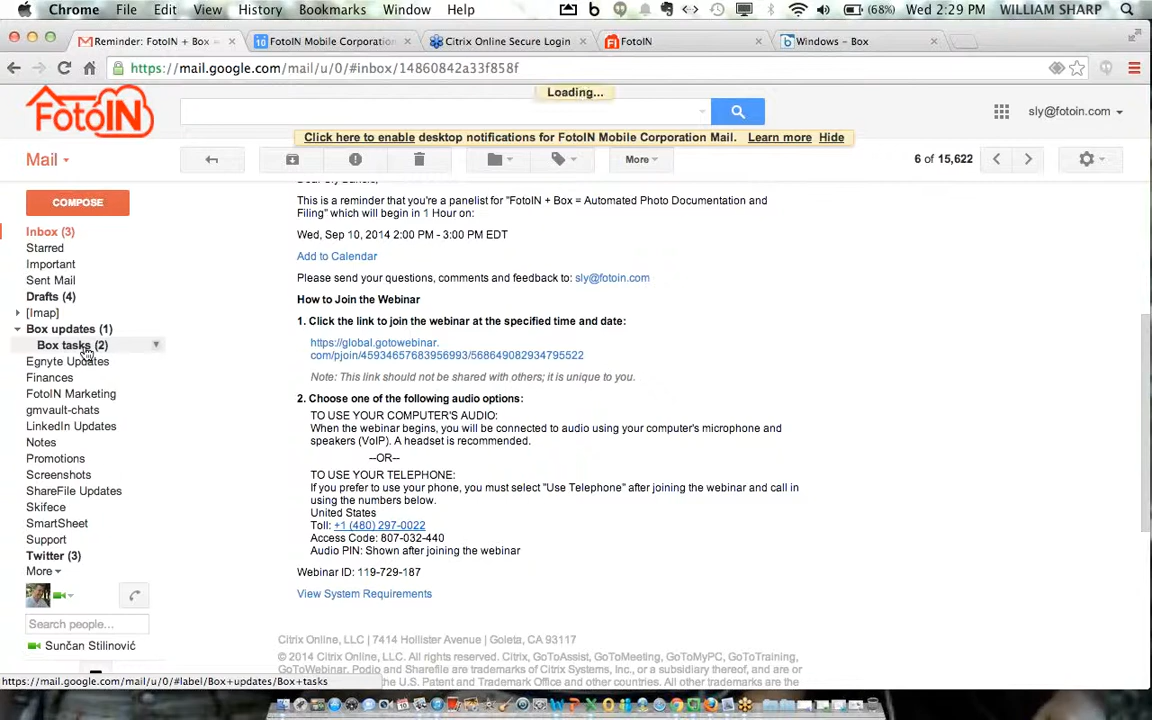 Chrome File Edit View History Bookmarks Window Help (68%) Wed 2:29 PM WILLIAM SHARP
Reminder: FotoIN + Box = × FotoIN Mobile Corporation × Citrix Online Secure Login × FotoIN × Windows – Box ×
https://mail.google.com/mail/u/0/#inbox/14860842a33f858f
Loading...
FotoIN
sly@fotoin.com
Click here to enable desktop notifications for FotoIN Mobile Corporation Mail. Learn more Hide
Mail More 6 of 15,622
This is a reminder that you're a panelist for "FotoIN + Box = Automated Photo Documentation and
Filing" which will begin in 1 Hour on:
Wed, Sep 10, 2014 2:00 PM - 3:00 PM EDT
Add to Calendar
Please send your questions, comments and feedback to: sly@fotoin.com
How to Join the Webinar
1. Click the link to join the webinar at the specified time and date:
https://global.gotowebinar.
com/pjoin/45934657683956993/568649082934795522
Note: This link should not be shared with others; it is unique to you.
2. Choose one of the following audio options:
TO USE YOUR COMPUTER'S AUDIO:
When the webinar begins, you will be connected to audio using your computer's microphone and
speakers (VoIP). A headset is recommended.
--OR--
TO USE YOUR TELEPHONE:
If you prefer to use your phone, you must select "Use Telephone" after joining the webinar and call in
using the numbers below.
United States
Toll: +1 (480) 297-0022
Access Code: 807-032-440
Audio PIN: Shown after joining the webinar
Webinar ID: 119-729-187
View System Requirements
Citrix Online, LLC | 7414 Hollister Avenue | Goleta, CA 93117
© 2014 Citrix Online, LLC. All rights reserved. Citrix, GoToAssist, GoToMeeting, GoToMyPC, GoToTraining,
GoToWebinar, Podio and Sharefile are trademarks of Citrix Systems, Inc., or a subsidiary thereof, and are or
the U.S. Patent and Trademark Office and other countries. All other trademarks are the
COMPOSE
Inbox (3)
Starred
Important
Sent Mail
Drafts (4)
[Imap]
Box updates (1)
Box tasks (2)
Egnyte Updates
Finances
FotoIN Marketing
gmvault-chats
LinkedIn Updates
Notes
Promotions
Screenshots
ShareFile Updates
Skifece
SmartSheet
Support
Twitter (3)
More
Search people...
Sunčan Stilinović
https://mail.google.com/mail/u/0/#label/Box+updates/Box+tasks